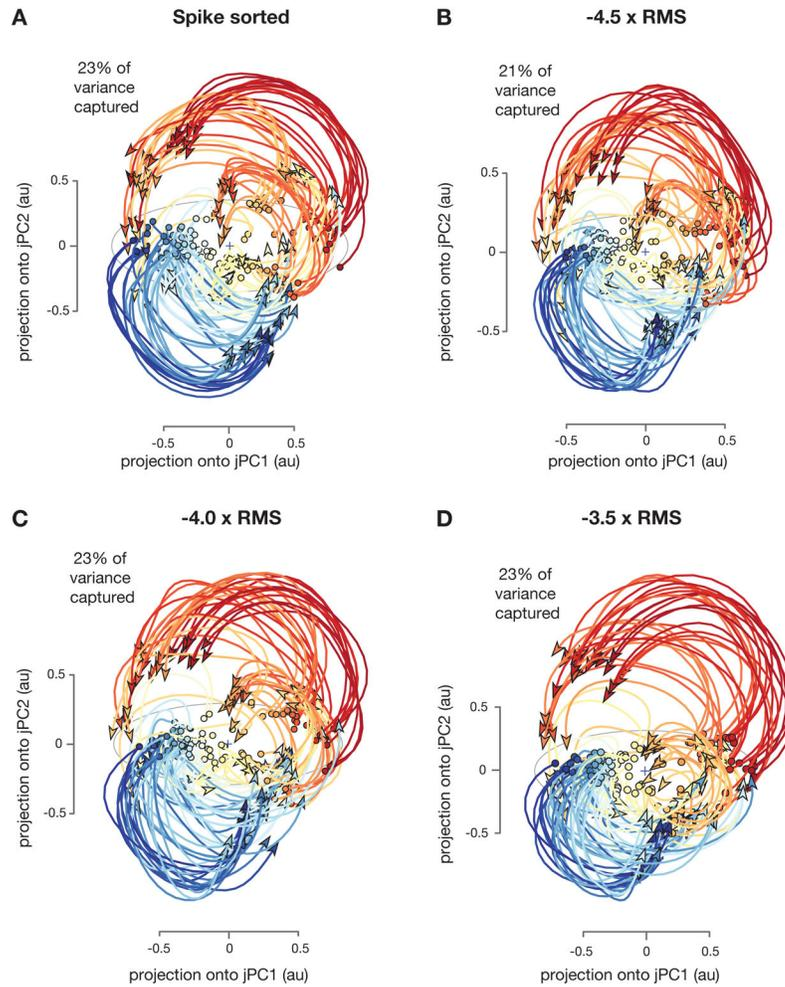 A
Spike sorted
23% of
variance
captured
projection onto jPC2 (au)
0.5
0
-0.5
-0.5 0 0.5
projection onto jPC1 (au)
B
-4.5 x RMS
21% of
variance
captured
projection onto jPC2 (au)
0.5
0
-0.5
-0.5 0 0.5
projection onto jPC1 (au)
C
-4.0 x RMS
23% of
variance
captured
projection onto jPC2 (au)
0.5
0
-0.5
-0.5 0 0.5
projection onto jPC1 (au)
D
-3.5 x RMS
23% of
variance
captured
projection onto jPC2 (au)
0.5
0
-0.5
-0.5 0 0.5
projection onto jPC1 (au)